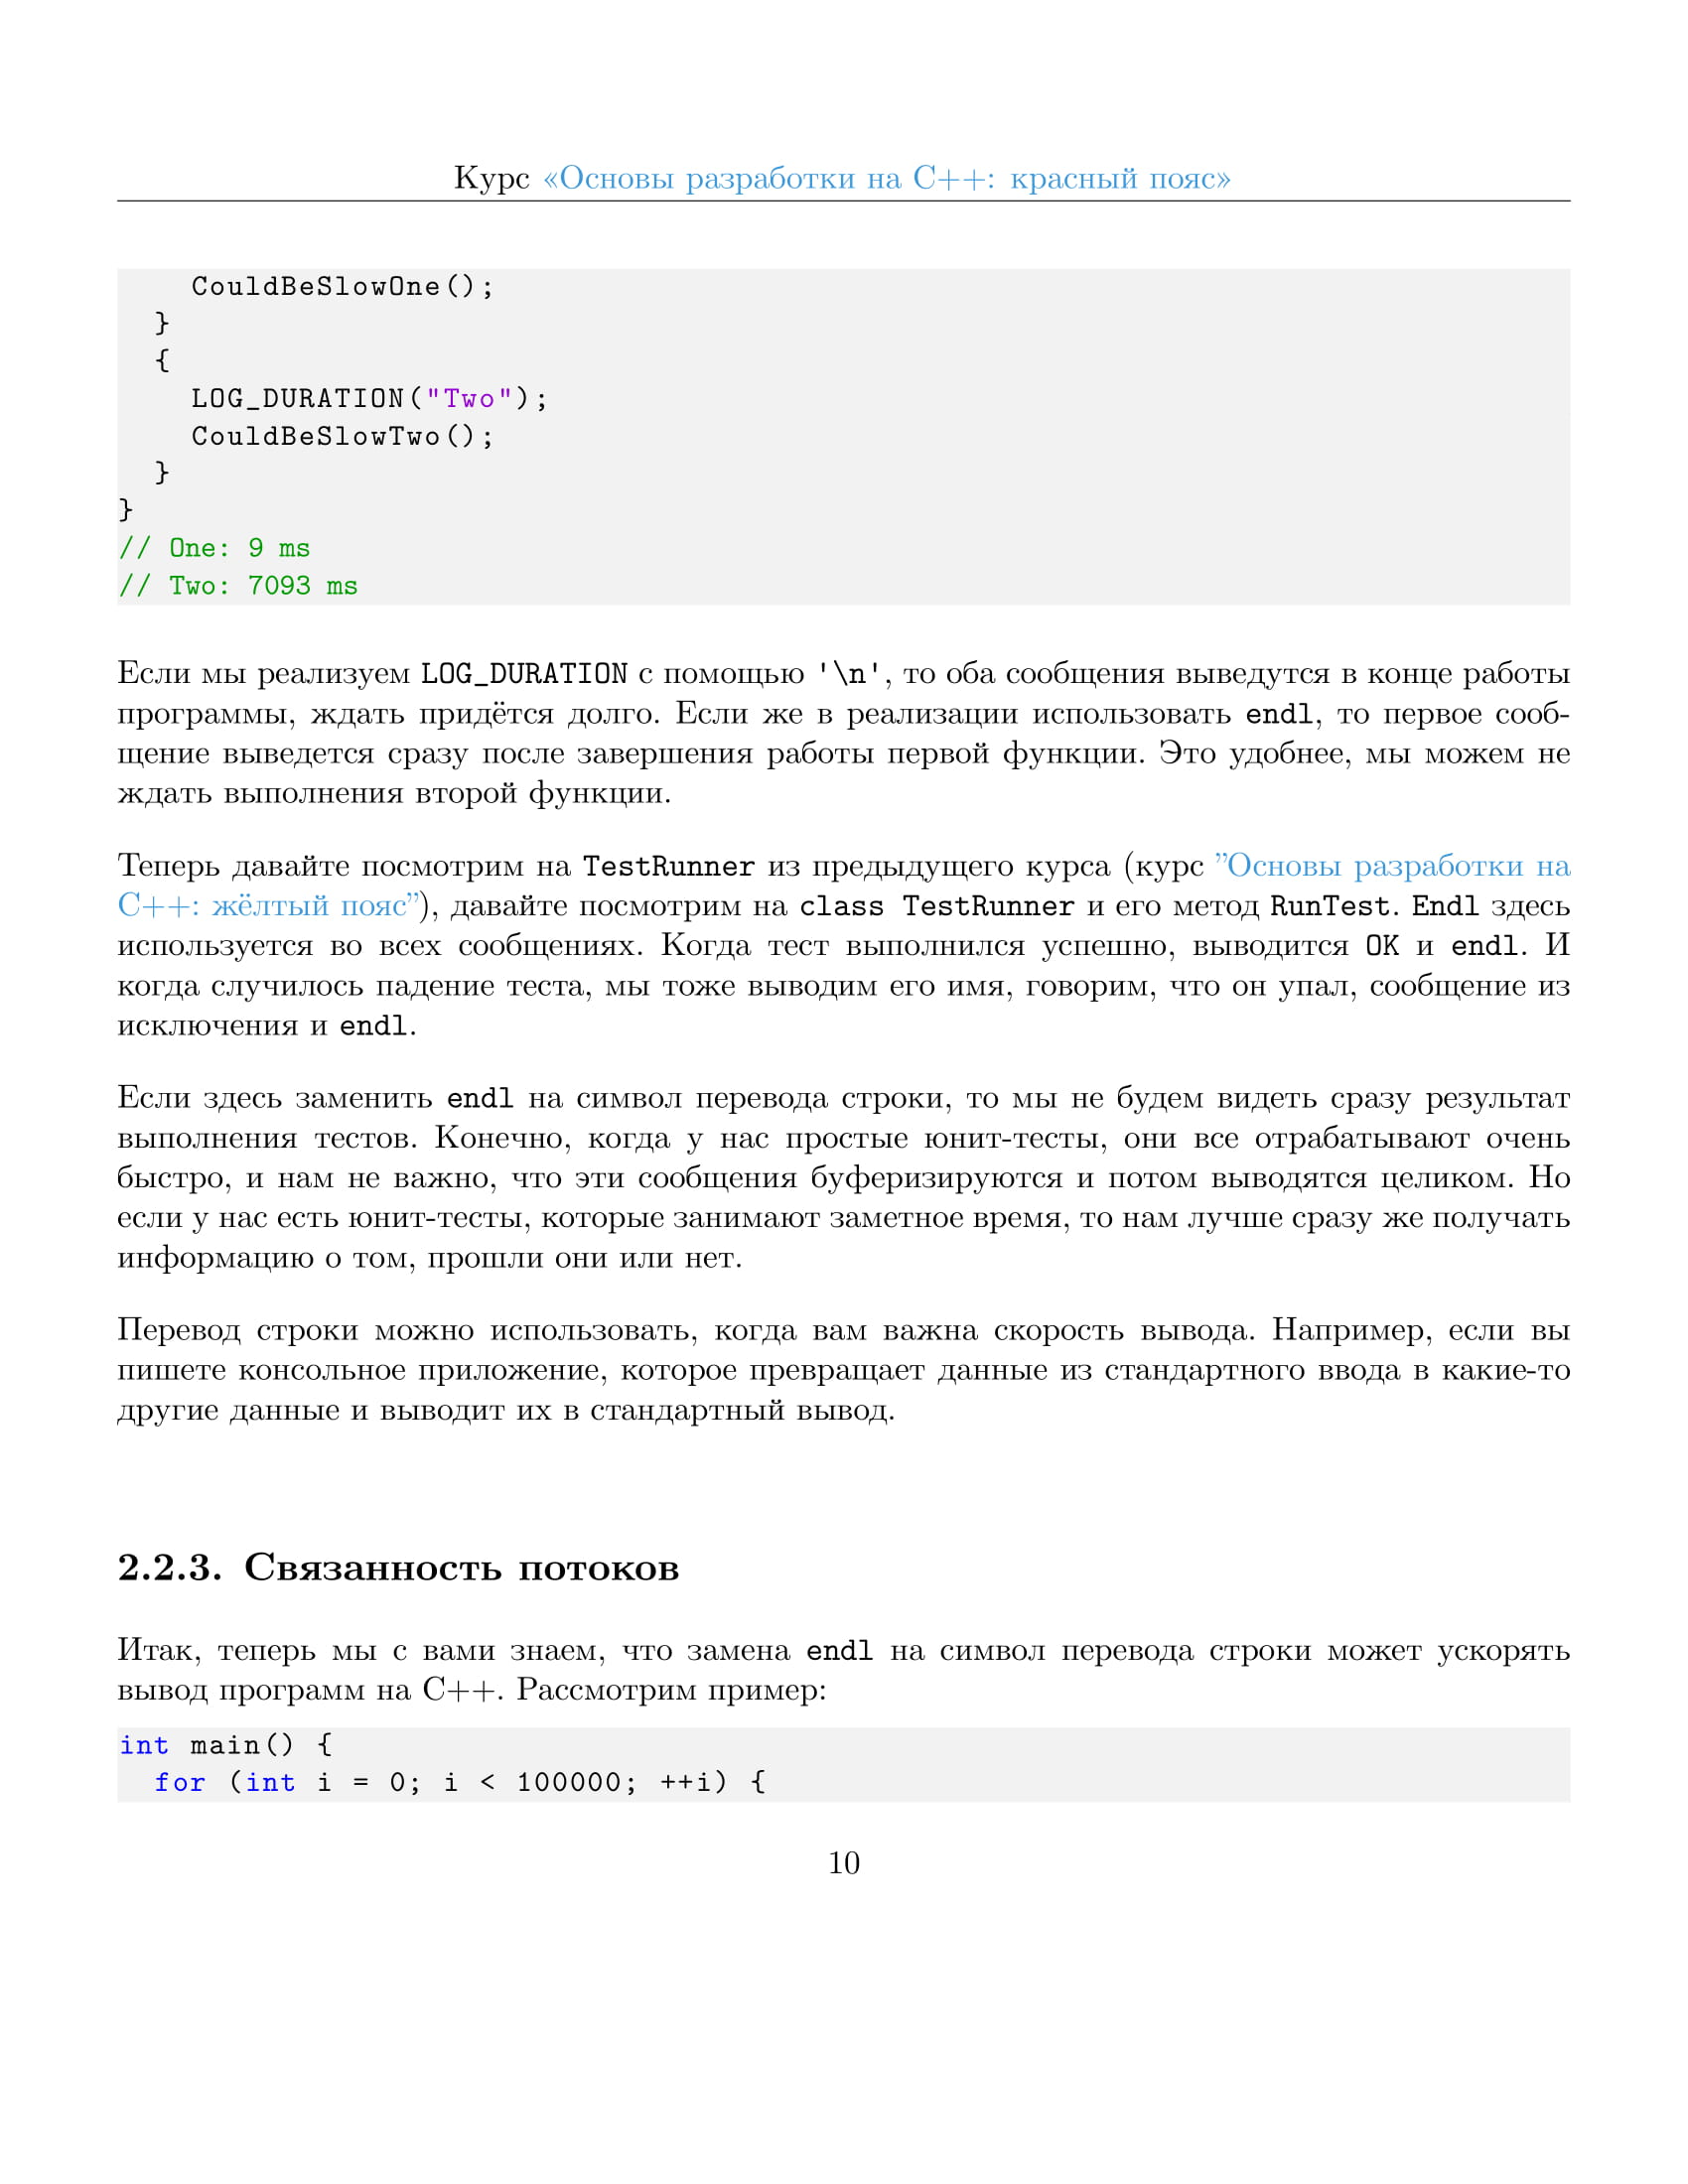 Курс «Основы разработки на C++: красный пояс»
    CouldBeSlowOne();
  }
  {
    LOG_DURATION("Two");
    CouldBeSlowTwo();
  }
}
// One: 9 ms
// Two: 7093 ms
Если мы реализуем LOG_DURATION с помощью '\n', то оба сообщения выведутся в конце работы
программы, ждать придётся долго. Если же в реализации использовать endl, то первое сооб-
щение выведется сразу после завершения работы первой функции. Это удобнее, мы можем не
ждать выполнения второй функции.
Теперь давайте посмотрим на TestRunner из предыдущего курса (курс ”Основы разработки на
C++: жёлтый пояс”), давайте посмотрим на class TestRunner и его метод RunTest. Endl здесь
используется во всех сообщениях. Когда тест выполнился успешно, выводится OK и endl. И
когда случилось падение теста, мы тоже выводим его имя, говорим, что он упал, сообщение из
исключения и endl.
Если здесь заменить endl на символ перевода строки, то мы не будем видеть сразу результат
выполнения тестов. Конечно, когда у нас простые юнит-тесты, они все отрабатывают очень
быстро, и нам не важно, что эти сообщения буферизируются и потом выводятся целиком. Но
если у нас есть юнит-тесты, которые занимают заметное время, то нам лучше сразу же получать
информацию о том, прошли они или нет.
Перевод строки можно использовать, когда вам важна скорость вывода. Например, если вы
пишете консольное приложение, которое превращает данные из стандартного ввода в какие-то
другие данные и выводит их в стандартный вывод.
2.2.3. Связанность потоков
Итак, теперь мы с вами знаем, что замена endl на символ перевода строки может ускорять
вывод программ на C++. Рассмотрим пример:
int main() {
  for (int i = 0; i < 100000; ++i) {
10